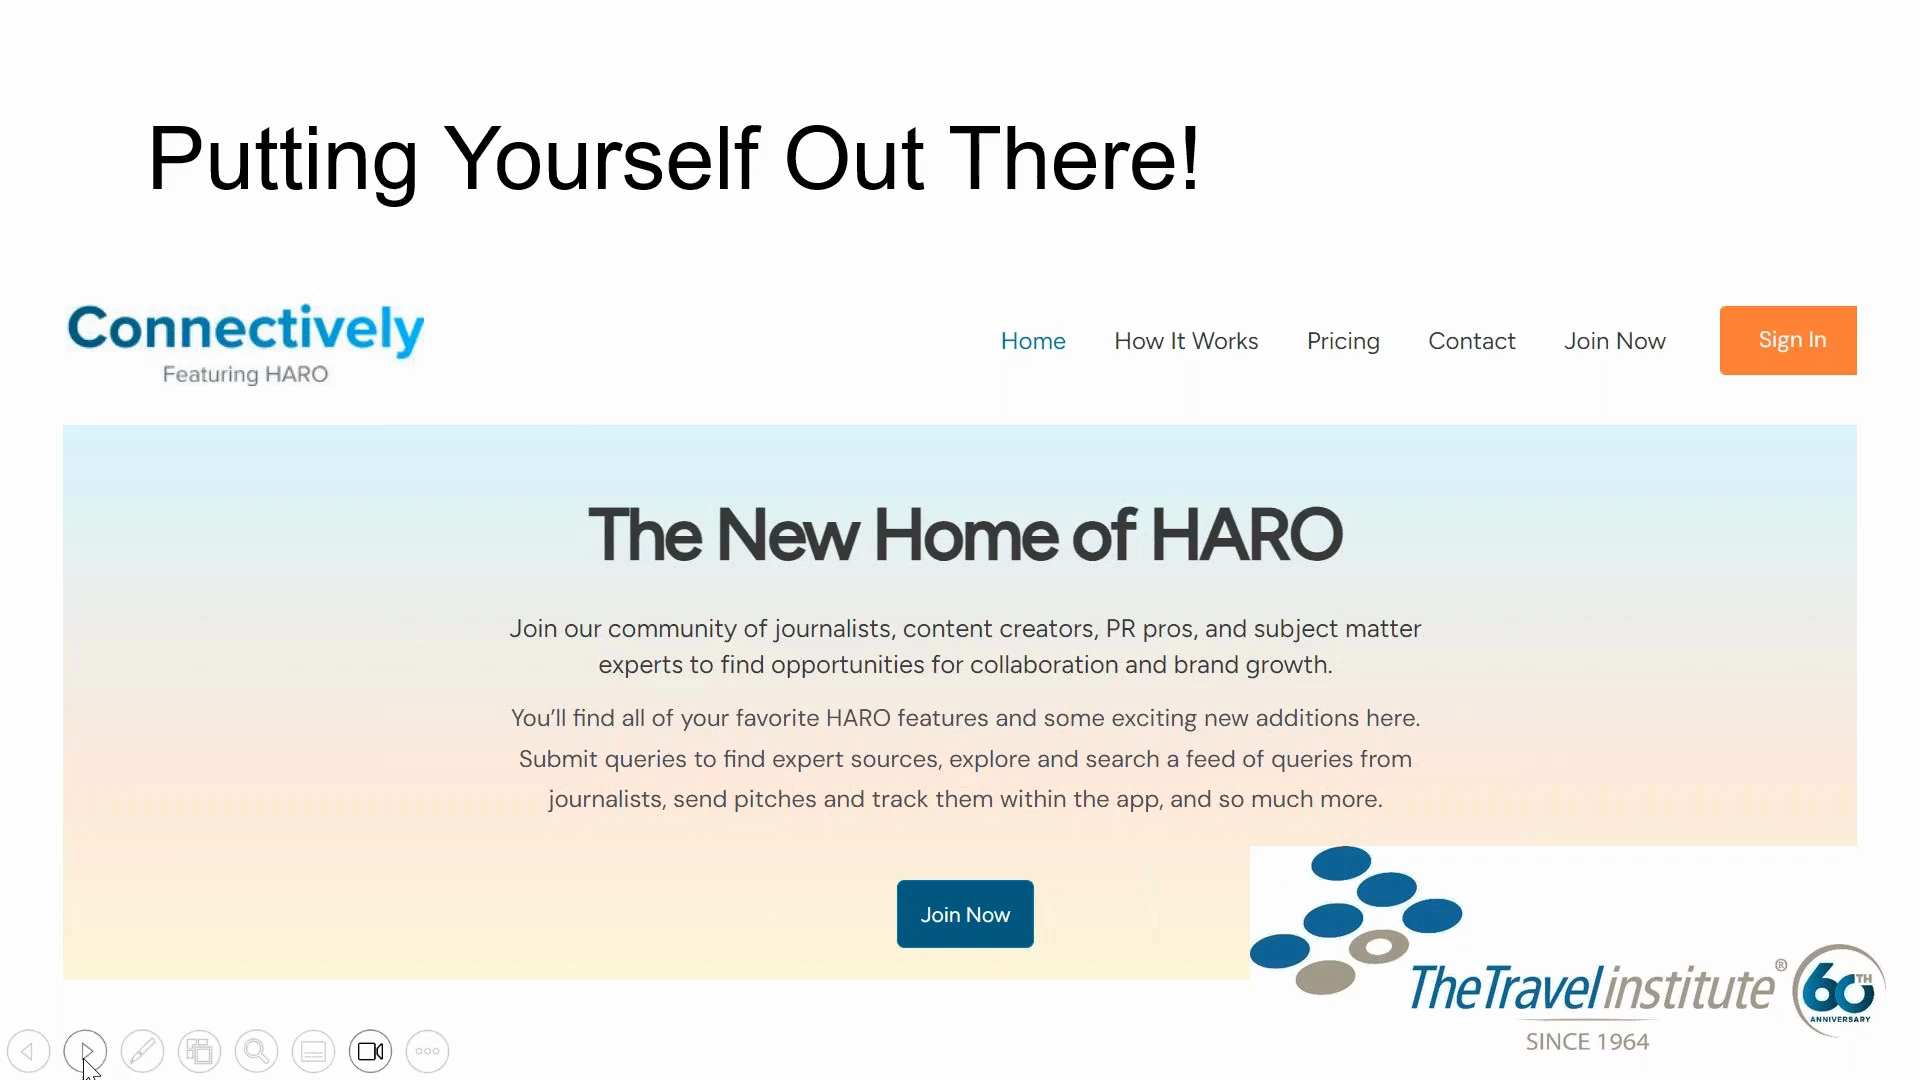 Putting Yourself Out There!
Connectively
Featuring HARO
Home How It Works Pricing Contact Join Now Sign In
The New Home of HARO
Join our community of journalists, content creators, PR pros, and subject matter
experts to find opportunities for collaboration and brand growth.
You’ll find all of your favorite HARO features and some exciting new additions here.
Submit queries to find expert sources, explore and search a feed of queries from
journalists, send pitches and track them within the app, and so much more.
Join Now
TheTravelinstitute®
SINCE 1964
60TH
ANNIVERSARY